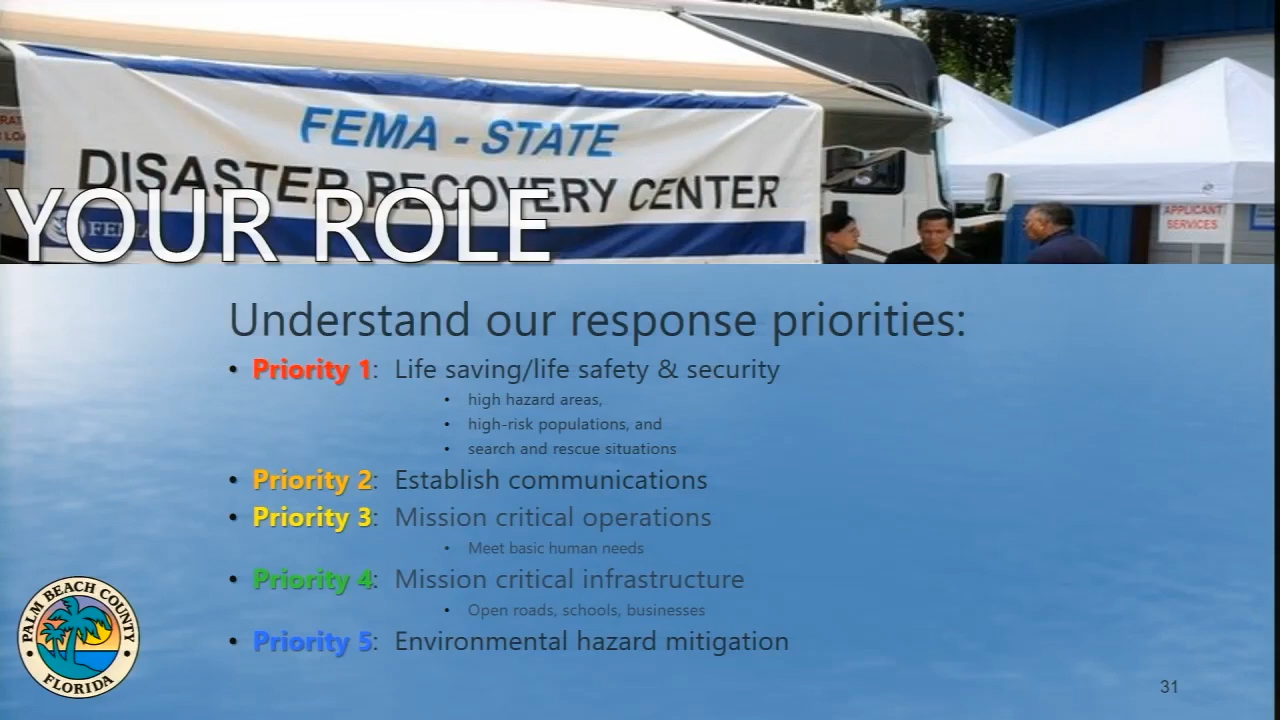 FEMA - STATE
DISASTER RECOVERY CENTER
FEMA
YOUR ROLE
APPLICANT
SERVICES
Understand our response priorities:
• Priority 1: Life saving/life safety & security
• high hazard areas,
• high-risk populations, and
• search and rescue situations
• Priority 2: Establish communications
• Priority 3: Mission critical operations
• Meet basic human needs
• Priority 4: Mission critical infrastructure
• Open roads, schools, businesses
• Priority 5: Environmental hazard mitigation
PALM BEACH COUNTY
FLORIDA
31